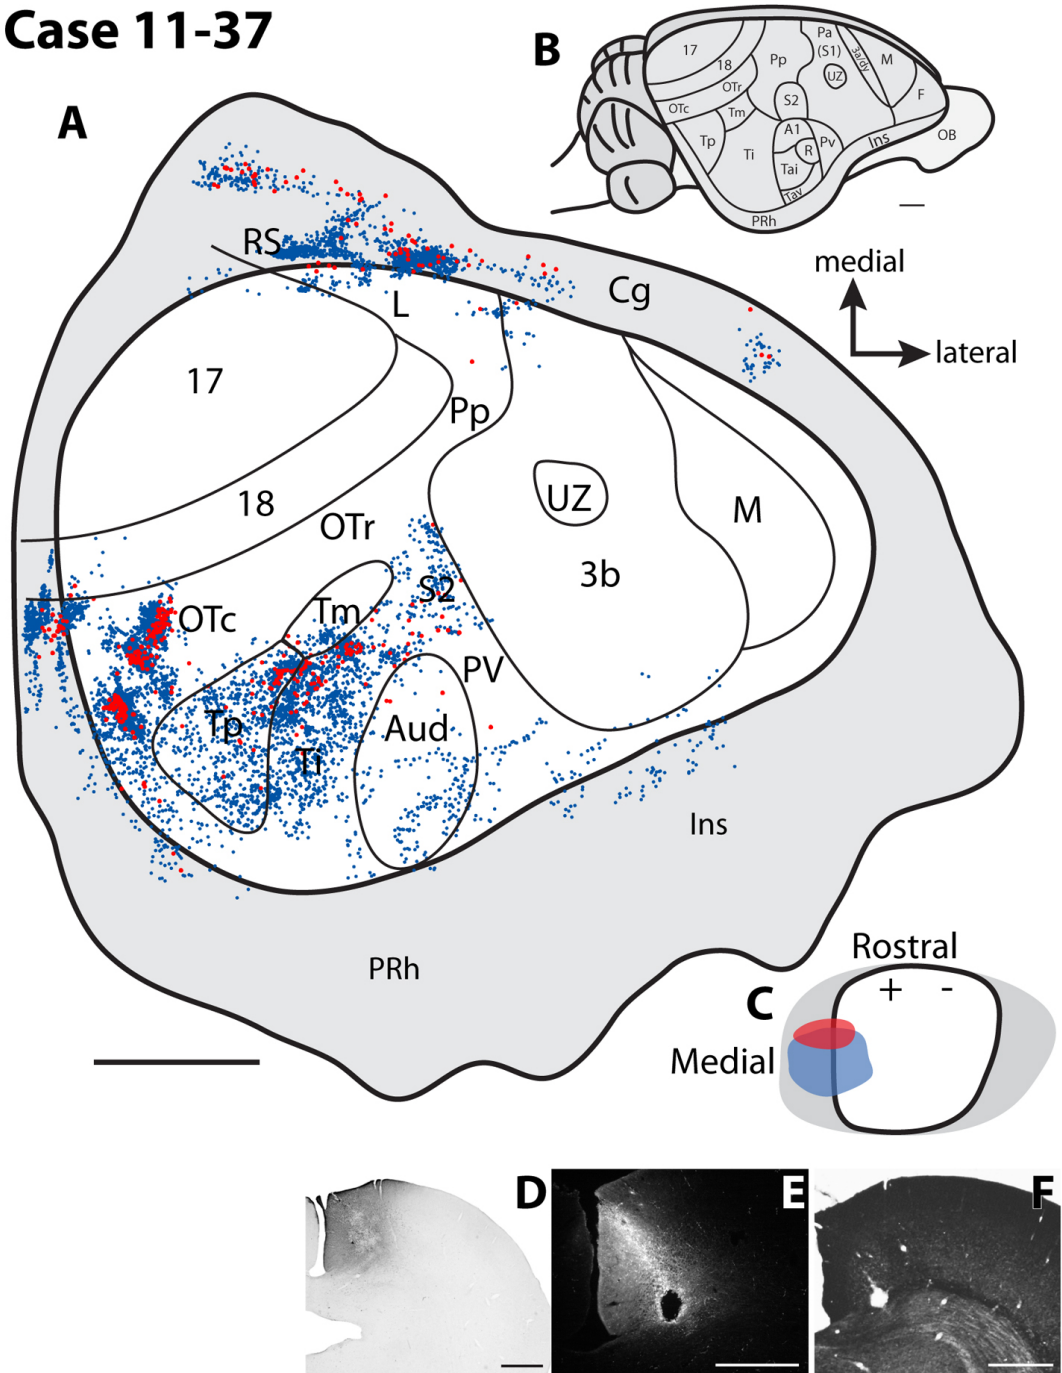 Case 11-37
B
17
18
OTr
OTc
Tm
Tp
Ti
Pp
Pa
(S1)
3a/dy
M
UZ
F
S2
A1
R
Pv
Ins
Tai
Tav
PRh
OB
A
RS
L
Cg
medial
lateral
17
Pp
18
UZ
M
OTr
3b
S2
OTc
Tm
PV
Tp
Aud
Ti
Ins
PRh
C
Rostral
+ -
Medial
D
E
F